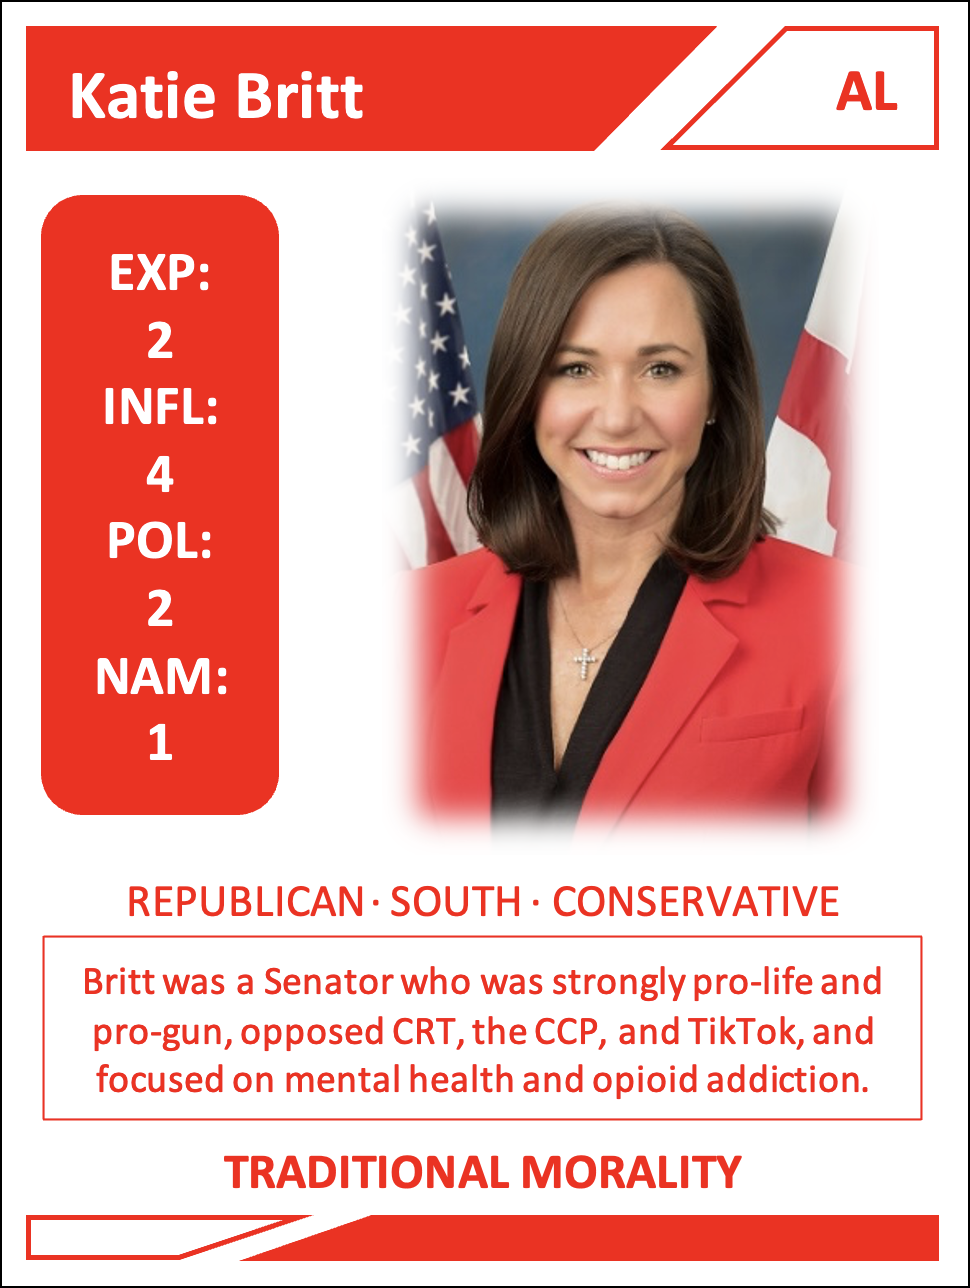 Katie Britt
AL
EXP:
2
INFL:
4
POL:
2
NAM:
1
REPUBLICAN · SOUTH · CONSERVATIVE
Britt was a Senator who was strongly pro-life and
pro-gun, opposed CRT, the CCP, and TikTok, and
focused on mental health and opioid addiction.
TRADITIONAL MORALITY